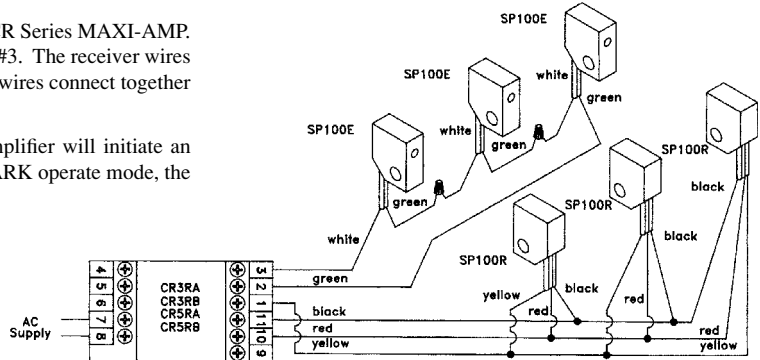 CR Series MAXI-AMP.
#3. The receiver wires
wires connect together
mplifier will initiate an
ARK operate mode, the
SP100E
white
green
SP100E
white
green
SP100E
green
white
green
SP100R
black
SP100R
black
SP100R
yellow
black
red
red
4
5
6
7
8
AC
Supply
CR3RA
CR3RB
CR5RA
CR5RB
3
2
1
11
10
9
black
red
yellow
red
yellow